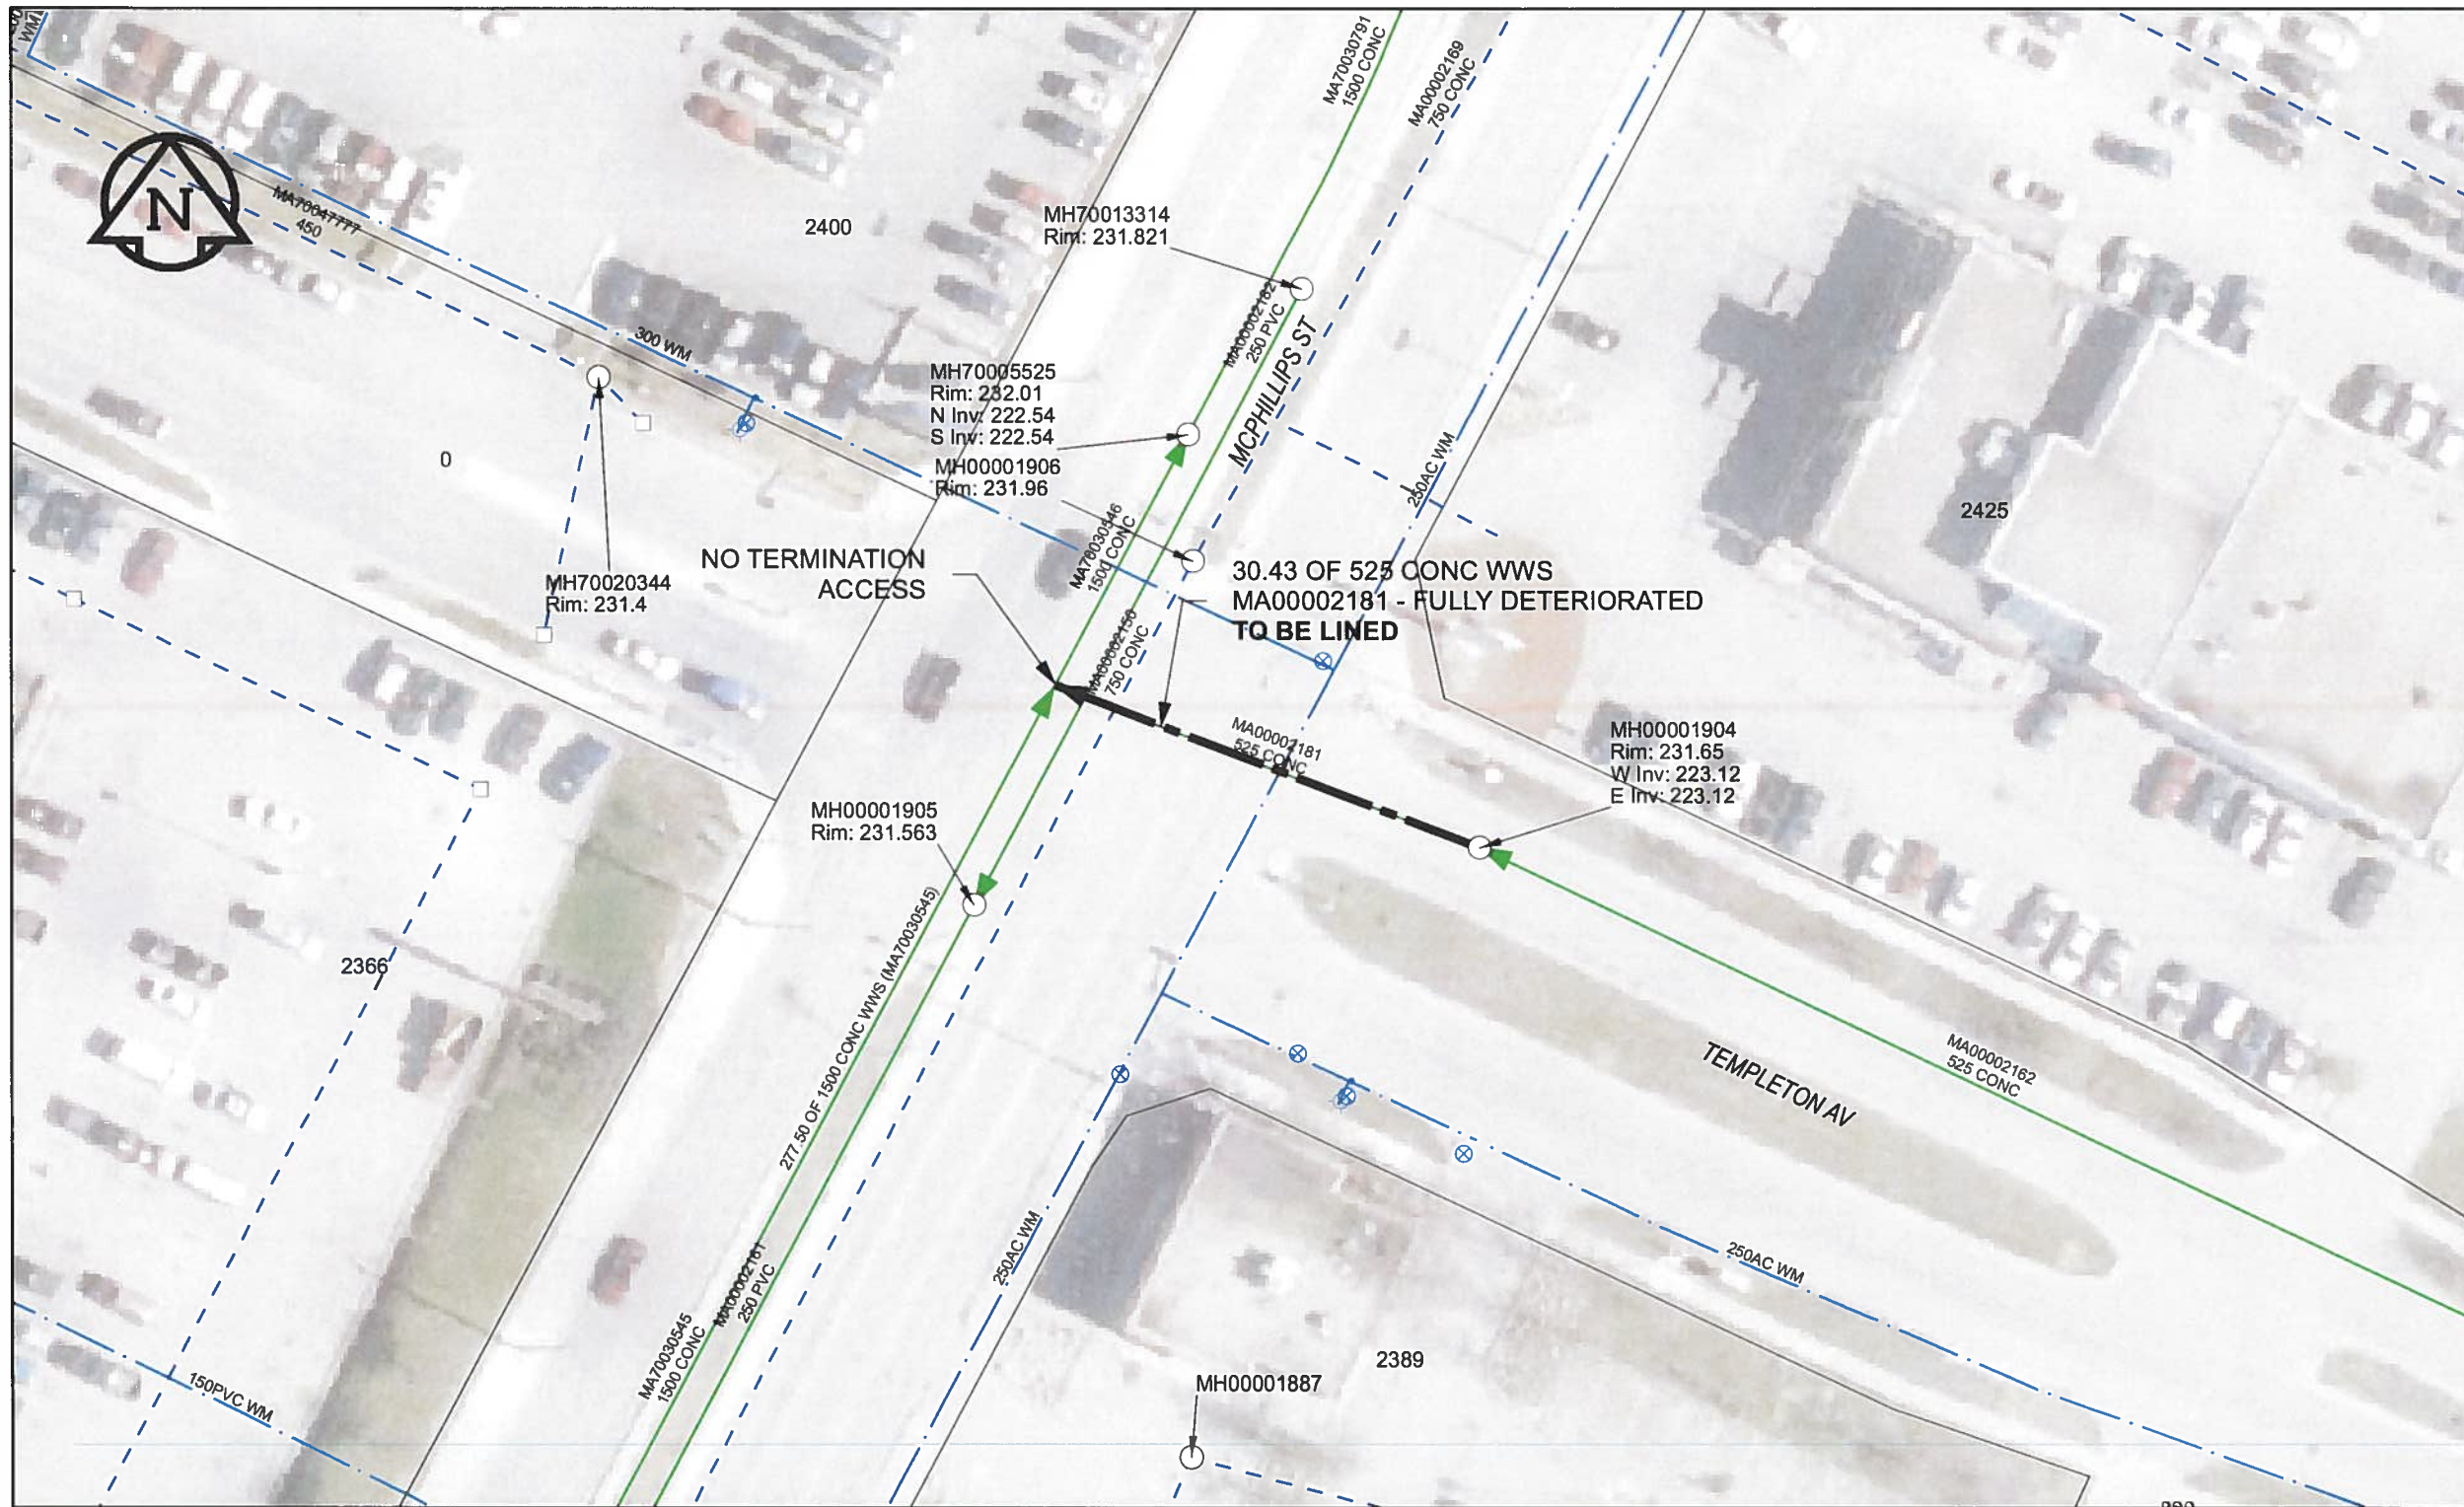 WM
N
MA70047777
450
2400
300 WM
MA70030791
1500 CONC
MA00002169
750 CONC
MH70013314
Rim: 231.821
MA00002182
250 PVC
MCPHILLIPS ST
MH70005525
Rim: 232.01
N Inv: 222.54
S Inv: 222.54
MH00001906
Rim: 231.96
250AC WM
2425
0
MA70030546
1500 CONC
NO TERMINATION
ACCESS
MH70020344
Rim: 231.4
30.43 OF 525 CONC WWS
MA00002181 - FULLY DETERIORATED
TO BE LINED
MA00002156
750 CONC
MA00002181
525 CONC
MH00001904
Rim: 231.65
W Inv: 223.12
E Inv: 223.12
MH00001905
Rim: 231.563
277.50 OF 1500 CONC WWS (MA70030545)
2366
MA00002162
525 CONC
TEMPLETON AV
250AC WM
250AC WM
MA00002161
250 PVC
MA70030545
1500 CONC
150PVC WM
2389
MH00001887